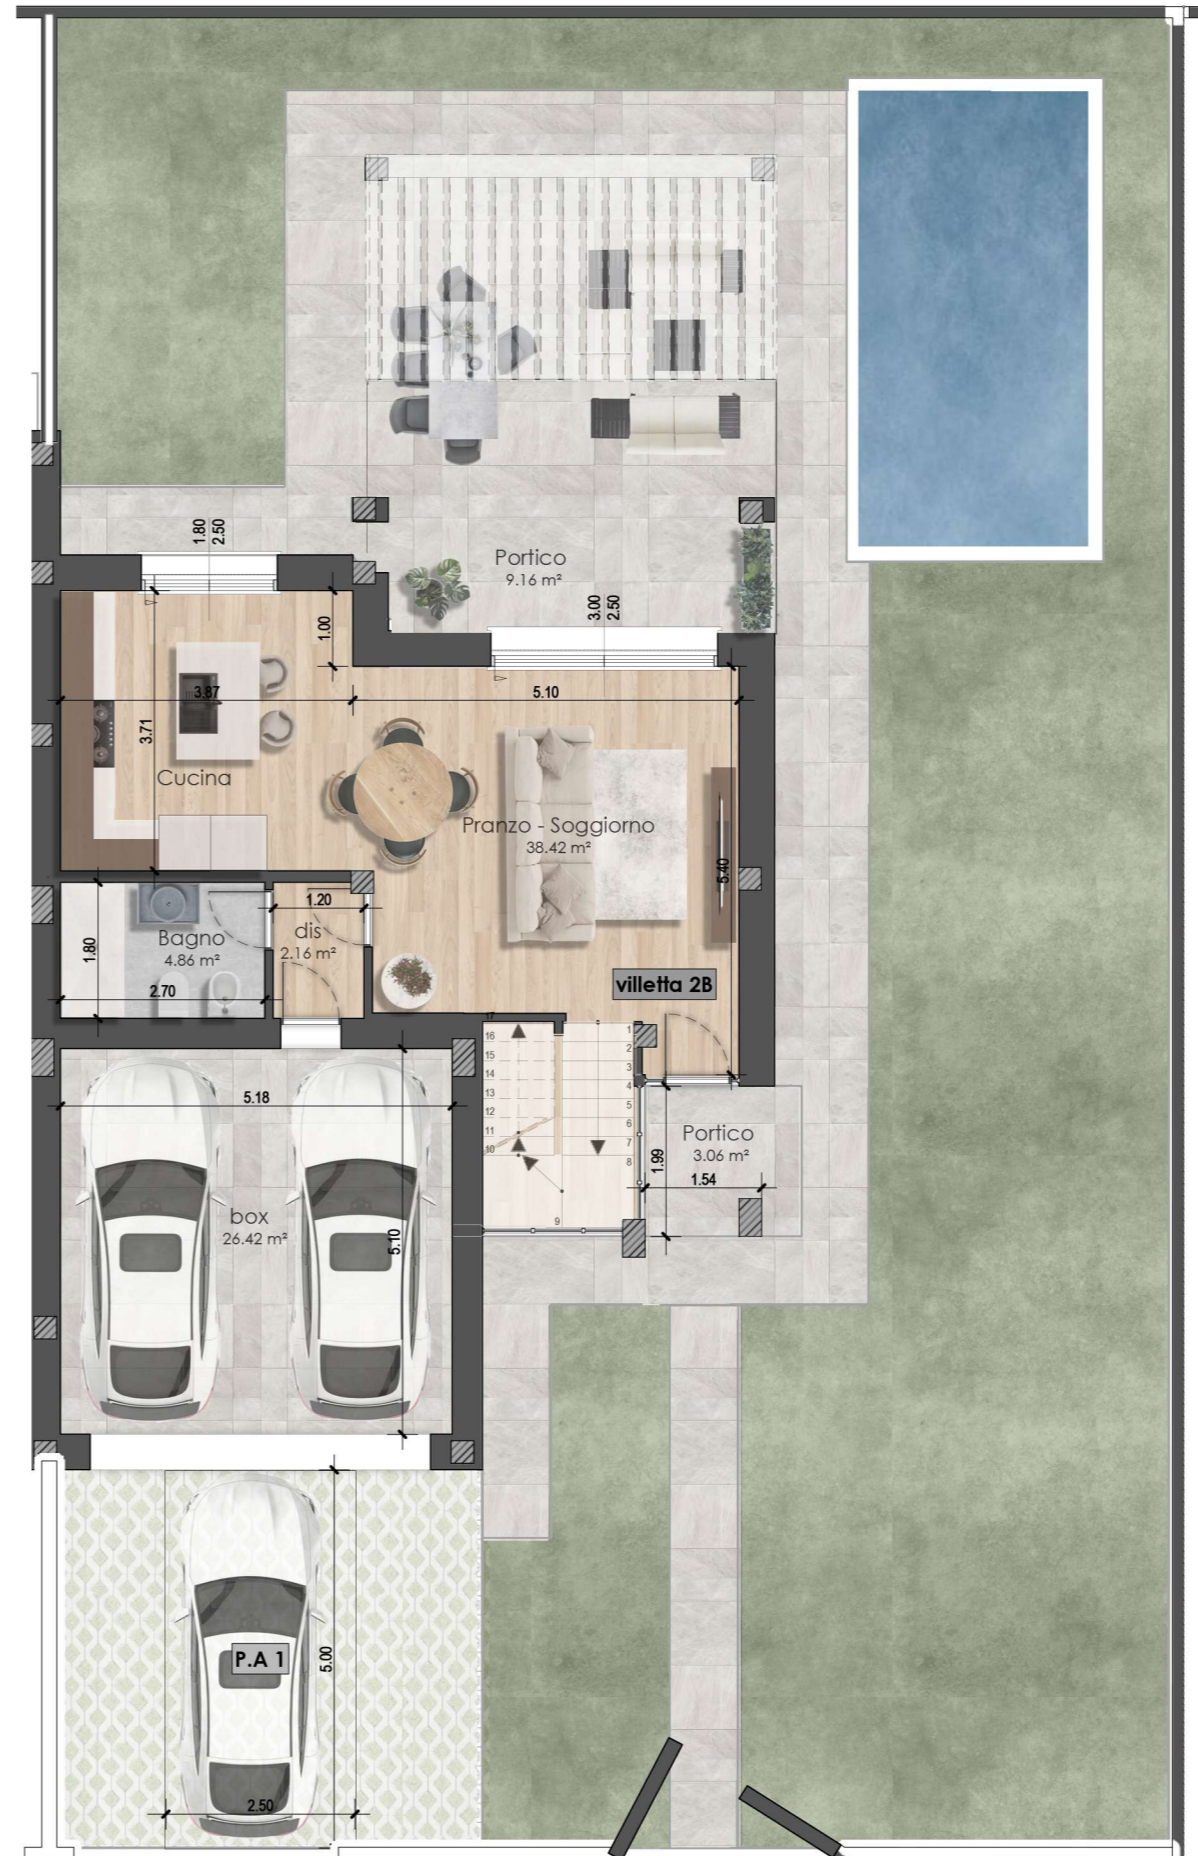 1.80
2.50
Portico
9.16 m²
3.00
2.50
1.00
3.87
5.10
3.71
Cucina
Pranzo - Soggiorno
38.42 m²
5.40
1.20
Bagno
4.86 m²
dis
2.16 m²
1.80
2.70
villetta 2B
17
16
15
14
13
12
11
10
1
2
3
4
5
6
7
8
9
5.18
Portico
3.06 m²
1.99
1.54
box
26.42 m²
5.10
P.A 1
5.00
2.50